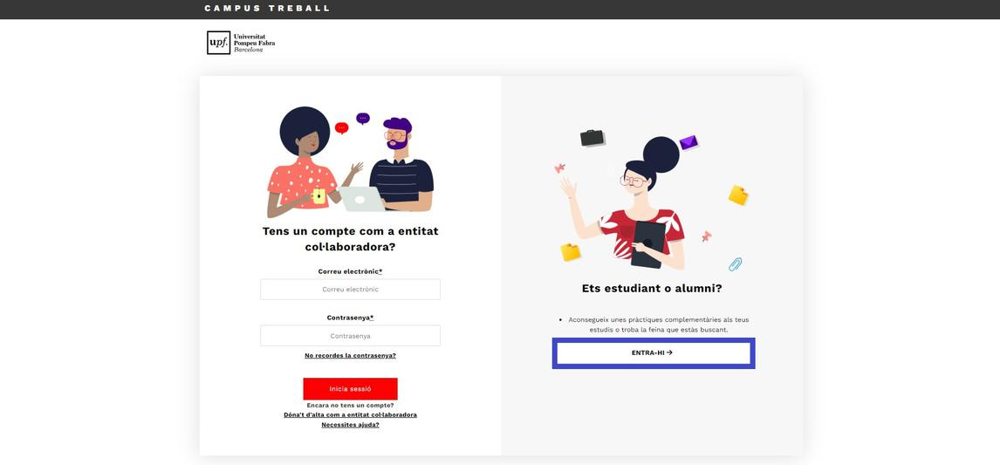 CAMPUS TREBALL
upf.
Universitat
Pompeu Fabra
Barcelona
Tens un compte com a entitat
col·laboradora?
Correu electrònic*
Correu electrònic
Contrasenya*
Contrasenya
No recordes la contrasenya?
Inicia sessió
Encara no tens un compte?
Dóna't d'alta com a entitat col·laboradora
Necessites ajuda?
Ets estudiant o alumni?
• Aconsegueix unes pràctiques complementàries als teus
estudis o troba la feina que estàs buscant.
ENTRA-HI →